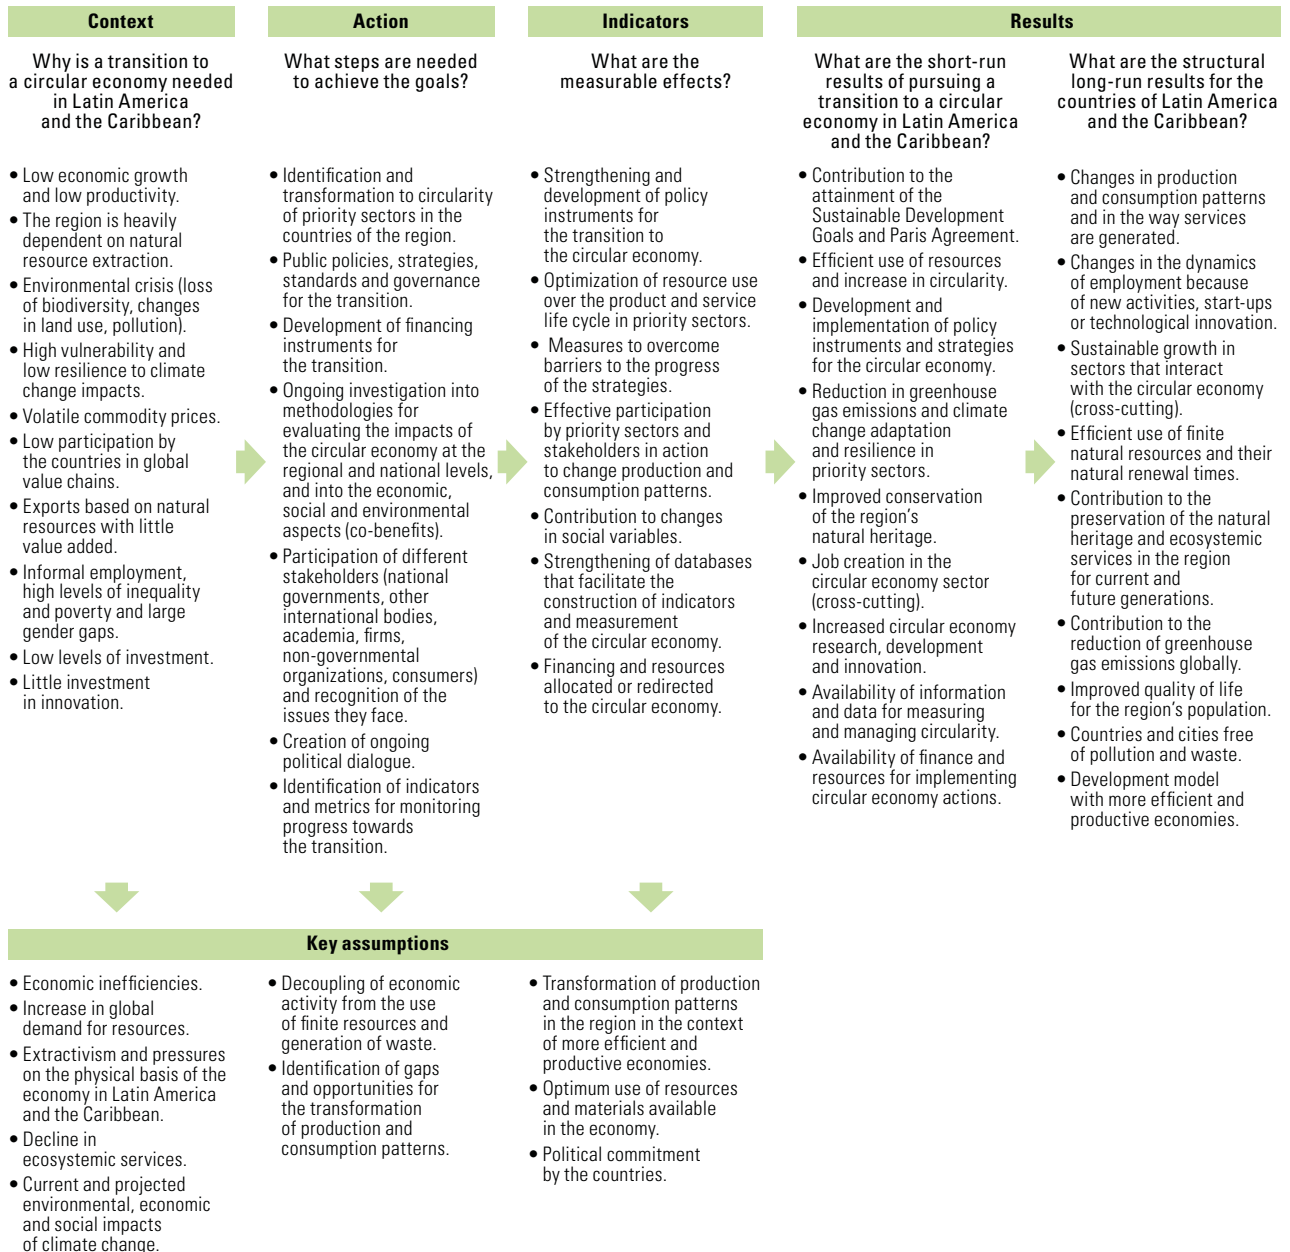 Context
Why is a transition to
a circular economy needed
in Latin America
and the Caribbean?
• Low economic growth
and low productivity.
• The region is heavily
dependent on natural
resource extraction.
• Environmental crisis (loss
of biodiversity, changes
in land use, pollution).
• High vulnerability and
low resilience to climate
change impacts.
• Volatile commodity prices.
• Low participation by
the countries in global
value chains.
• Exports based on natural
resources with little
value added.
• Informal employment,
high levels of inequality
and poverty and large
gender gaps.
• Low levels of investment.
• Little investment
in innovation.
Action
What steps are needed
to achieve the goals?
• Identification and
transformation to circularity
of priority sectors in the
countries of the region.
• Public policies, strategies,
standards and governance
for the transition.
• Development of financing
instruments for
the transition.
• Ongoing investigation into
methodologies for
evaluating the impacts of
the circular economy at the
regional and national levels,
and into the economic,
social and environmental
aspects (co-benefits).
• Participation of different
stakeholders (national
governments, other
international bodies,
academia, firms,
non-governmental
organizations, consumers)
and recognition of the
issues they face.
• Creation of ongoing
political dialogue.
• Identification of indicators
and metrics for monitoring
progress towards
the transition.
Indicators
What are the
measurable effects?
• Strengthening and
development of policy
instruments for
the transition to
the circular economy.
• Optimization of resource use
over the product and service
life cycle in priority sectors.
• Measures to overcome
barriers to the progress
of the strategies.
• Effective participation
by priority sectors and
stakeholders in action
to change production and
consumption patterns.
• Contribution to changes
in social variables.
• Strengthening of databases
that facilitate the
construction of indicators
and measurement
of the circular economy.
• Financing and resources
allocated or redirected
to the circular economy.
Results
What are the short-run
results of pursuing a
transition to a circular
economy in Latin America
and the Caribbean?
• Contribution to the
attainment of the
Sustainable Development
Goals and Paris Agreement.
• Efficient use of resources
and increase in circularity.
• Development and
implementation of policy
instruments and strategies
for the circular economy.
• Reduction in greenhouse
gas emissions and climate
change adaptation
and resilience in
priority sectors.
• Improved conservation
of the region's
natural heritage.
• Job creation in the
circular economy sector
(cross-cutting).
• Increased circular economy
research, development
and innovation.
• Availability of information
and data for measuring
and managing circularity.
• Availability of finance and
resources for implementing
circular economy actions.
What are the structural
long-run results for the
countries of Latin America
and the Caribbean?
• Changes in production
and consumption patterns
and in the way services
are generated.
• Changes in the dynamics
of employment because
of new activities, start-ups
or technological innovation.
• Sustainable growth in
sectors that interact
with the circular economy
(cross-cutting).
• Efficient use of finite
natural resources and their
natural renewal times.
• Contribution to the
preservation of the natural
heritage and ecosystemic
services in the region
for current and
future generations.
• Contribution to the
reduction of greenhouse
gas emissions globally.
• Improved quality of life
for the region's population.
• Countries and cities free
of pollution and waste.
• Development model
with more efficient and
productive economies.
Key assumptions
• Economic inefficiencies.
• Increase in global
demand for resources.
• Extractivism and pressures
on the physical basis of the
economy in Latin America
and the Caribbean.
• Decline in
ecosystemic services.
• Current and projected
environmental, economic
and social impacts
of climate change.
• Decoupling of economic
activity from the use
of finite resources and
generation of waste.
• Identification of gaps
and opportunities for
the transformation
of production and
consumption patterns.
• Transformation of production
and consumption patterns
in the region in the context
of more efficient and
productive economies.
• Optimum use of resources
and materials available
in the economy.
• Political commitment
by the countries.